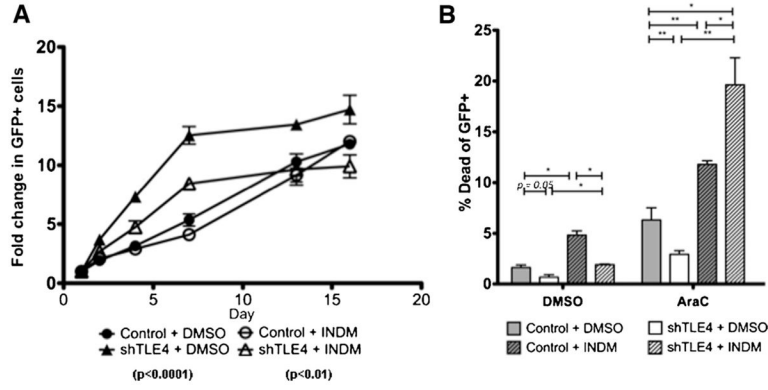 A
Fold change in GFP+ cells
20
15
10
5
0
0 5 10 15 20
Day
Control + DMSO Control + INDM
shTLE4 + DMSO shTLE4 + INDM
(p<0.0001) (p<0.01)
B
% Dead of GFP+
25
20
15
10
5
0
*
** *
** **
* *
p = 0.05 *
DMSO AraC
Control + DMSO shTLE4 + DMSO
Control + INDM shTLE4 + INDM